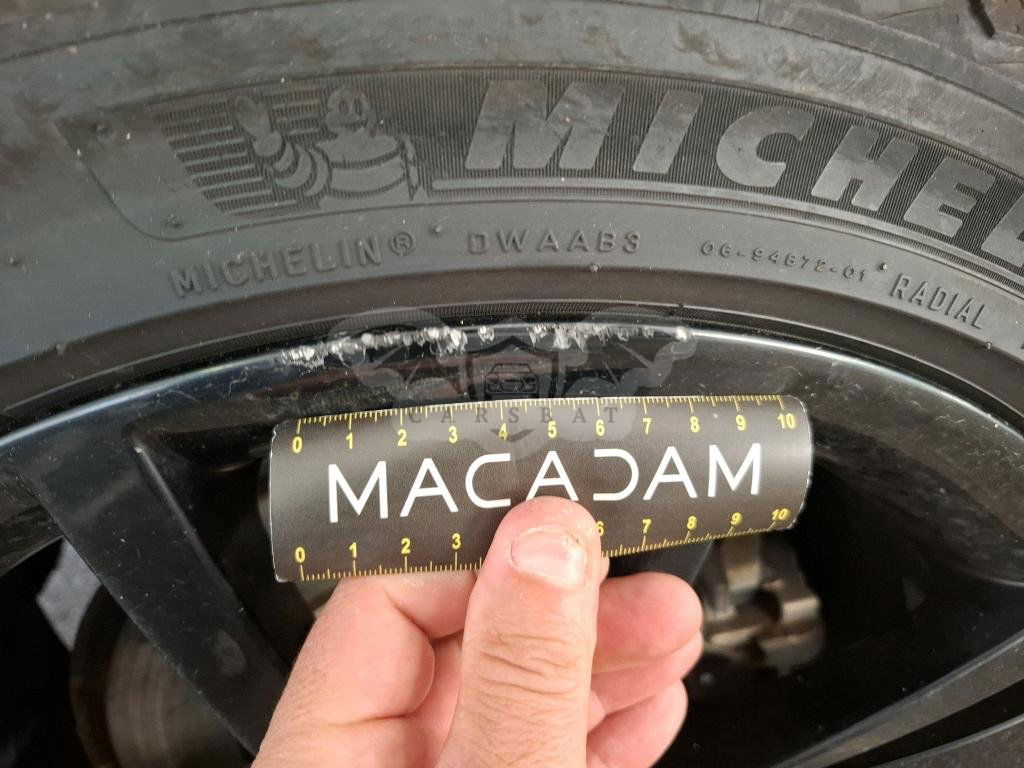 MICHELIN
MICHELIN® DWAAB3 06-94872-01 RADIAL
CARSBAT
0 1 2 3 4 5 6 7 8 9 10
MACADAM
0 1 2 3 6 7 8 9 10